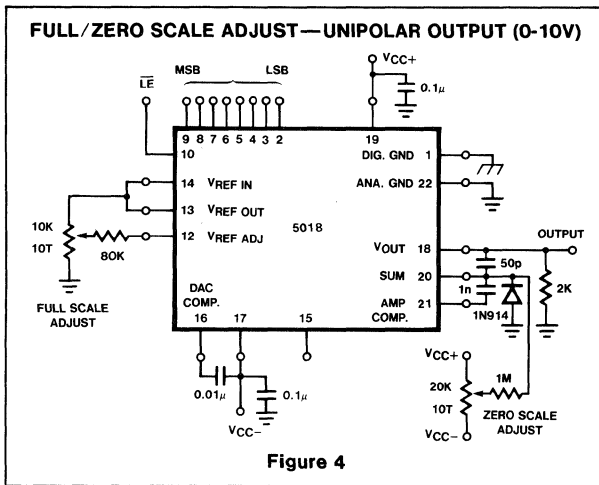 FULL/ZERO SCALE ADJUST—UNIPOLAR OUTPUT (0-10V)
VCC+
MSB LSB
LE
0.1μ
9 8 7 6 5 4 3 2
19
10
DIG. GND 1
14 VREF IN
ANA. GND 22
13 VREF OUT
5018
OUTPUT
10K
10T
80K
12 VREF ADJ
VOUT 18
50p
SUM 20
2K
FULL SCALE
ADJUST
1n
DAC
COMP.
AMP
COMP.
21
1N914
16 17 15
0.01μ
0.1μ
VCC-
VCC+
20K
10T
1M
ZERO SCALE
ADJUST
VCC-
Figure 4